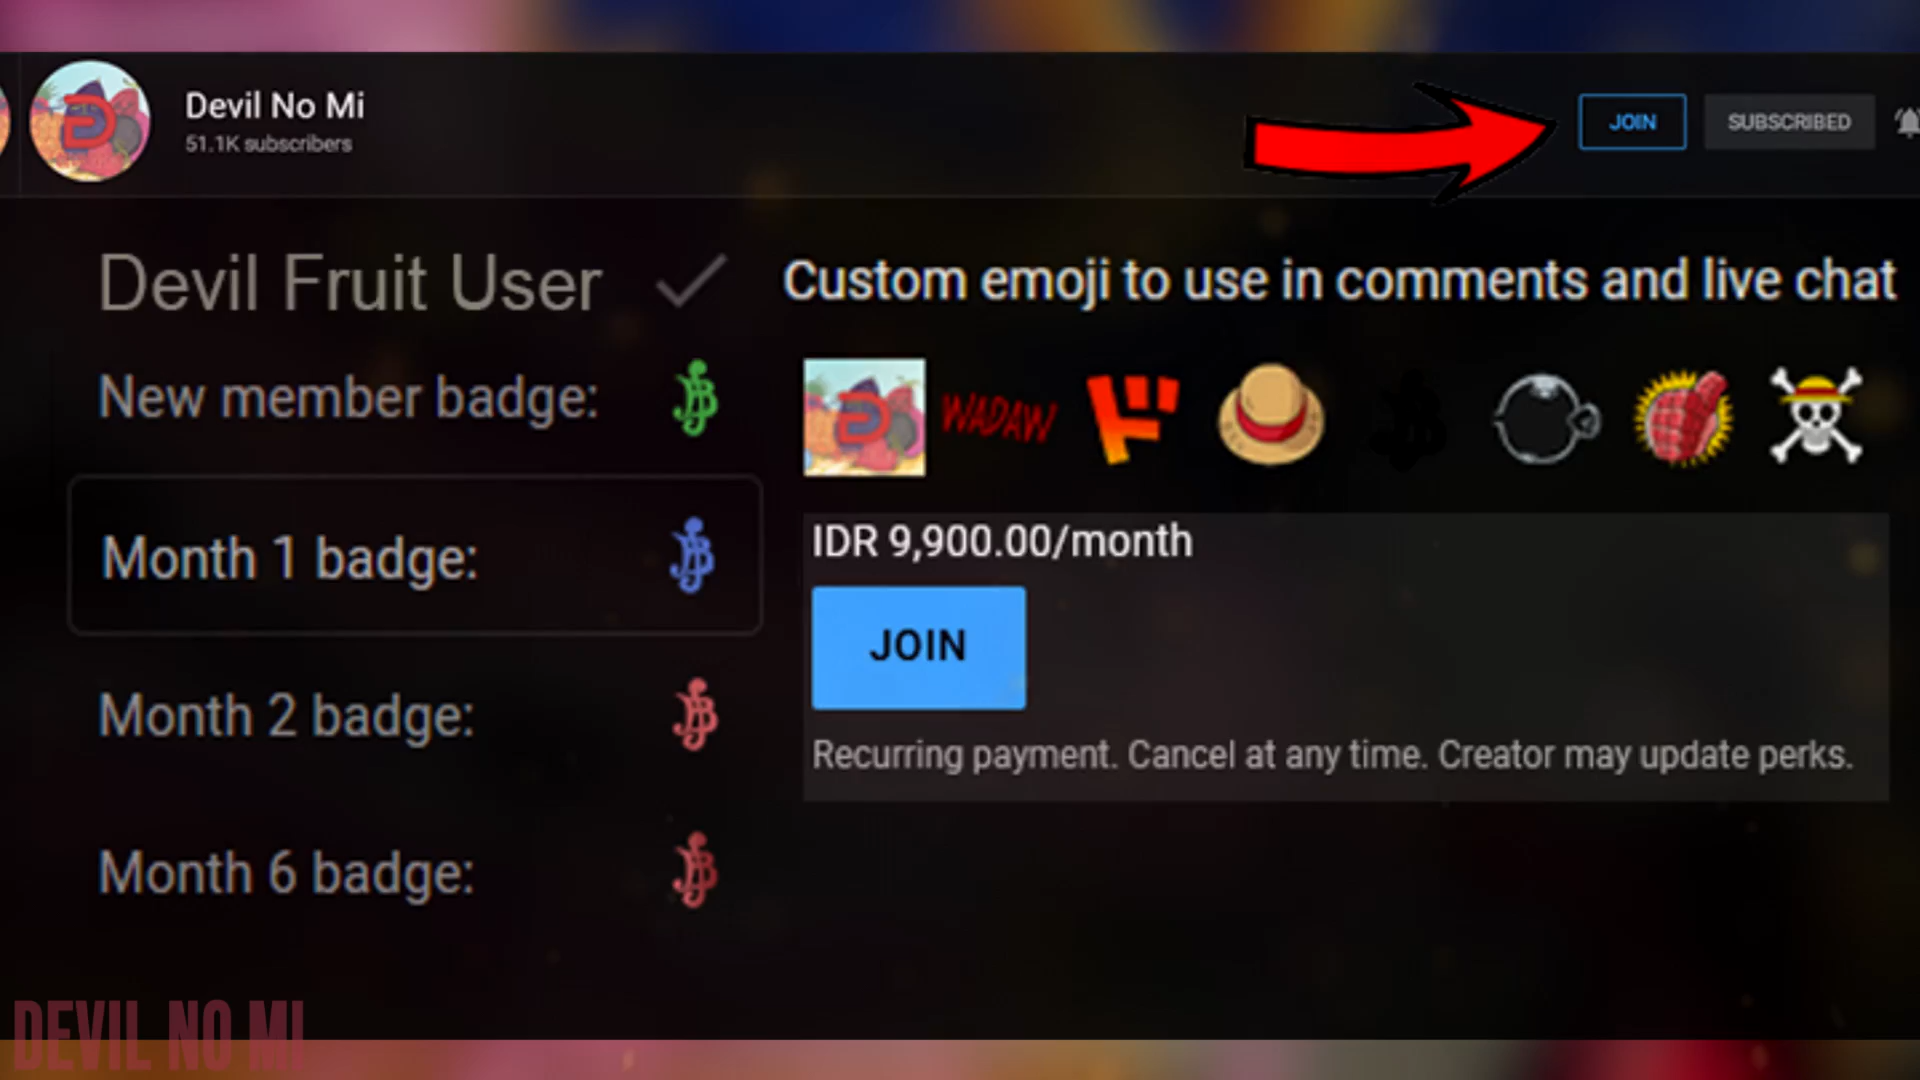 Devil No Mi
51.1K subscribers
JOIN
SUBSCRIBED
Devil Fruit User
New member badge:
Month 1 badge:
Month 2 badge:
Month 6 badge:
Custom emoji to use in comments and live chat
WADAW
ド
IDR 9,900.00/month
JOIN
Recurring payment. Cancel at any time. Creator may update perks.
DEVIL NO MI